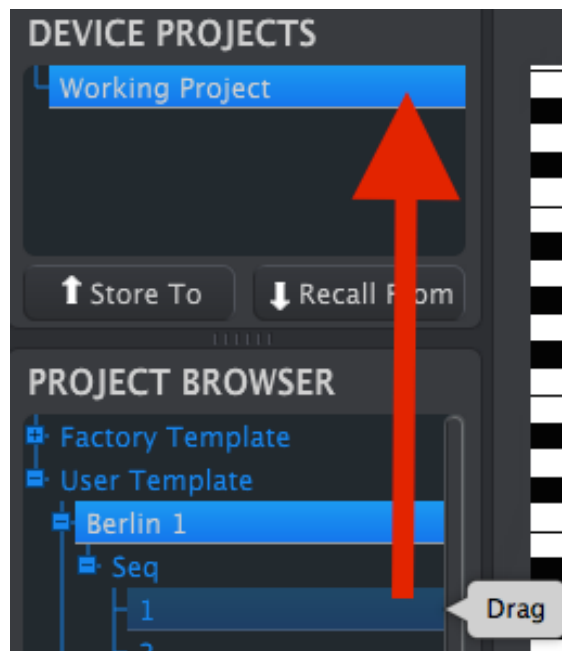 DEVICE PROJECTS
Working Project
Store To
Recall From
PROJECT BROWSER
Factory Template
User Template
Berlin 1
Seq
1
Drag